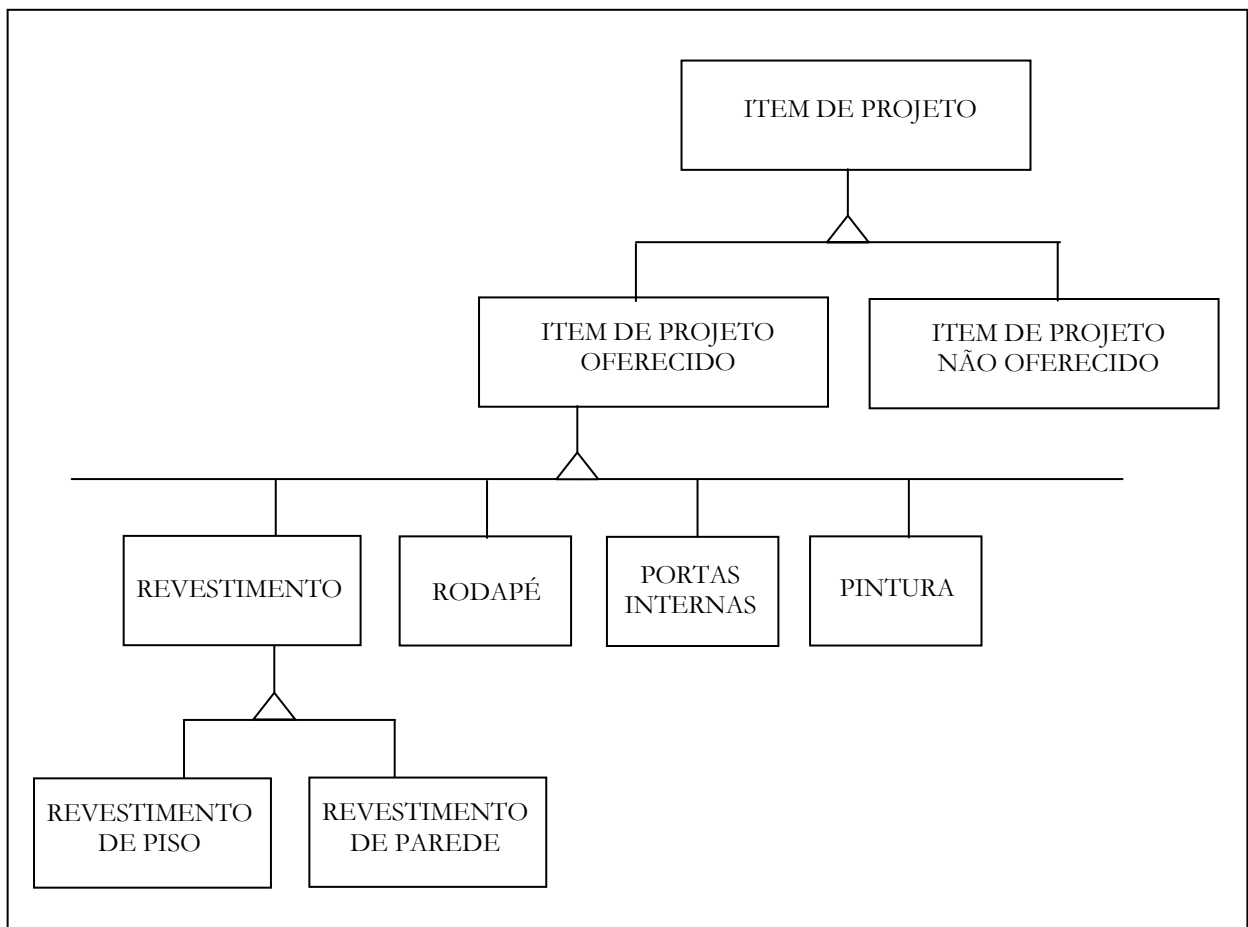 ITEM DE PROJETO
ITEM DE PROJETO
OFERECIDO
ITEM DE PROJETO
NÃO OFERECIDO
REVESTIMENTO
RODAPÉ
PORTAS
INTERNAS
PINTURA
REVESTIMENTO
DE PISO
REVESTIMENTO
DE PAREDE